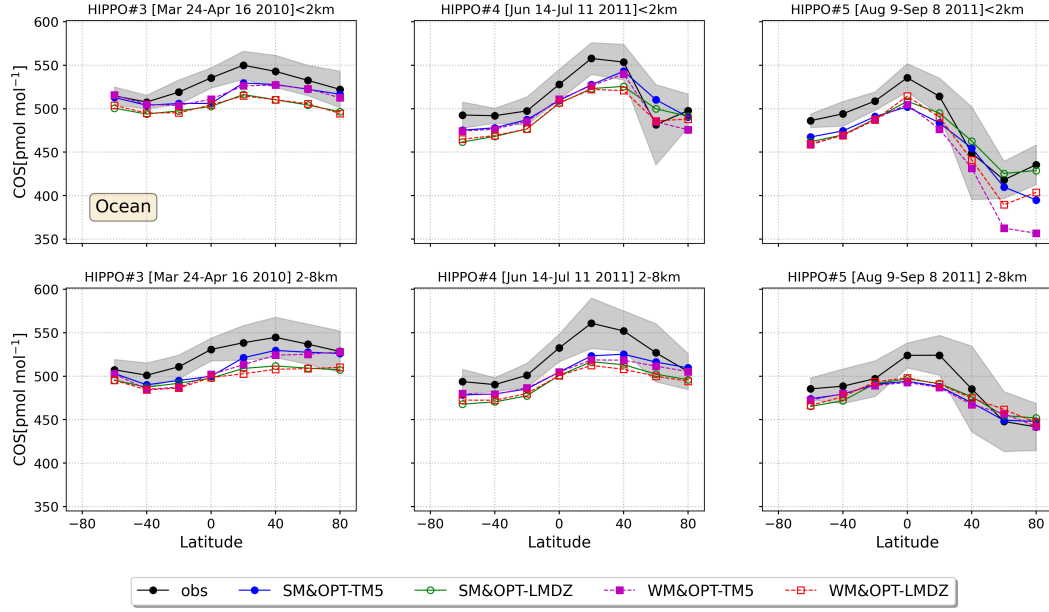 HIPPO#3 [Mar 24-Apr 16 2010]<2km
HIPPO#4 [Jun 14-Jul 11 2011]<2km
HIPPO#5 [Aug 9-Sep 8 2011]<2km
COS[pmol mol⁻¹]
600
550
500
450
400
350
Ocean
HIPPO#3 [Mar 24-Apr 16 2010] 2-8km
HIPPO#4 [Jun 14-Jul 11 2011] 2-8km
HIPPO#5 [Aug 9-Sep 8 2011] 2-8km
COS[pmol mol⁻¹]
600
550
500
450
400
350
−80 −40 0 40 80
−80 −40 0 40 80
−80 −40 0 40 80
Latitude
Latitude
Latitude
obs SM&OPT-TM5 SM&OPT-LMDZ WM&OPT-TM5 WM&OPT-LMDZ